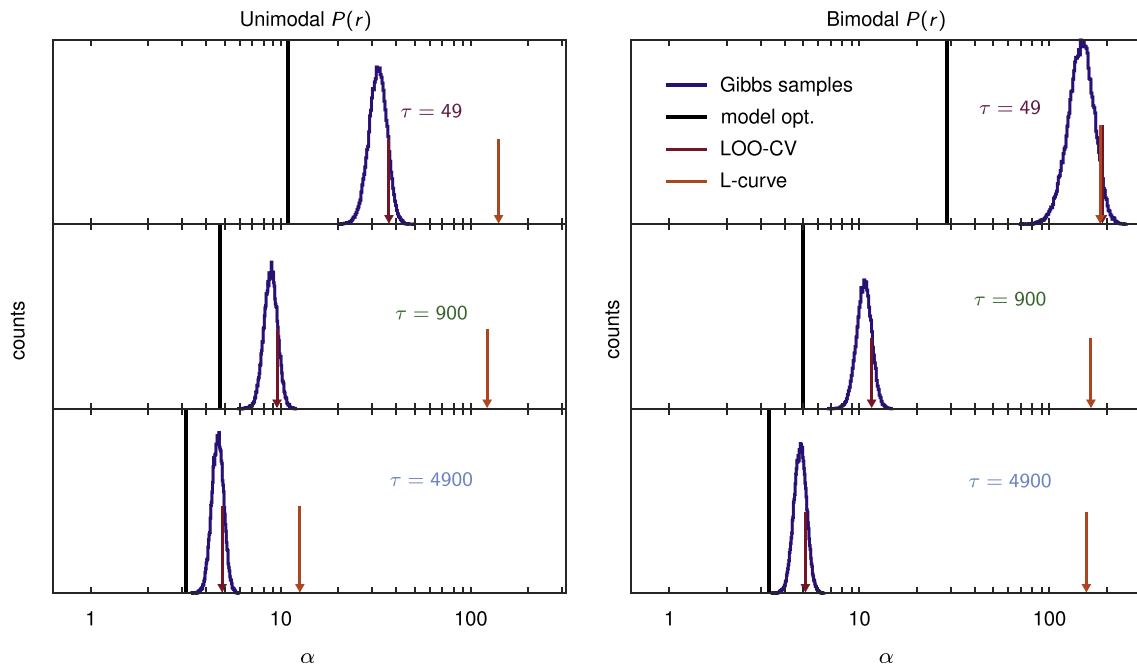 Unimodal P(r)
Bimodal P(r)
τ = 49
τ = 900
τ = 4900
counts
1
10
100
α
Gibbs samples
model opt.
LOO-CV
L-curve
τ = 49
τ = 900
τ = 4900
counts
1
10
100
α